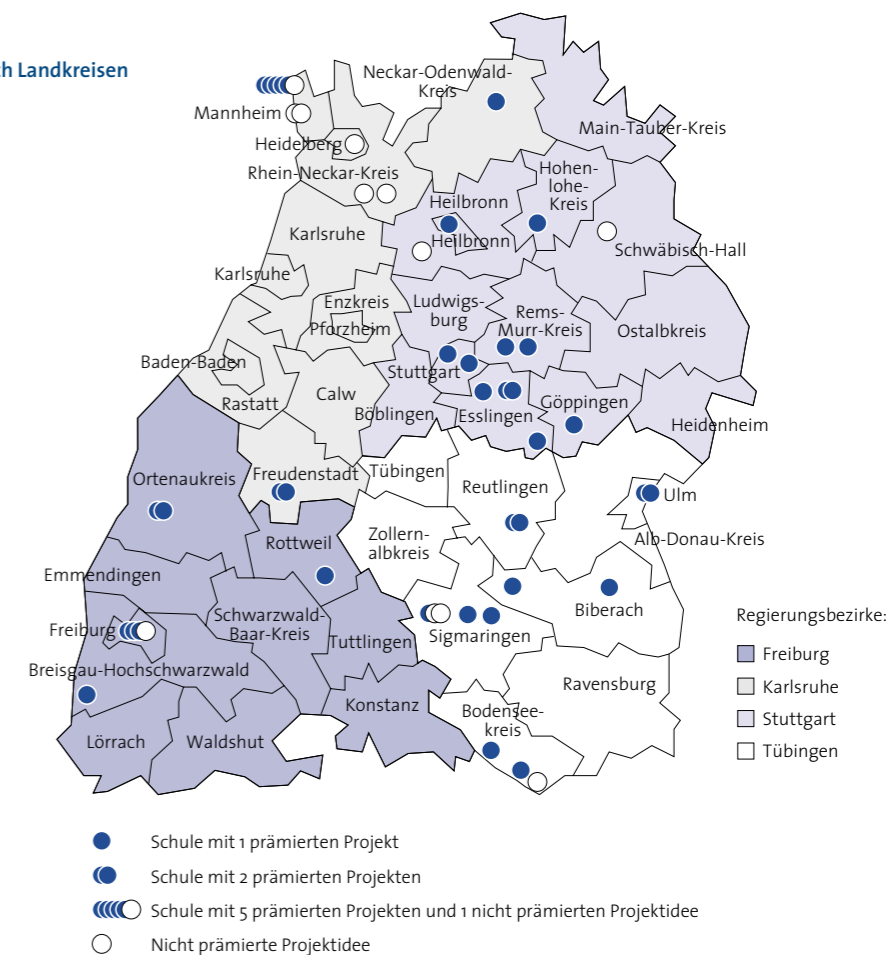 ch Landkreisen
Neckar-Odenwald-
Kreis
Mannheim
Main-Tauber-Kreis
Heidelberg
Rhein-Neckar-Kreis
Hohen-
lohe-
Kreis
Heilbronn
Karlsruhe
Heilbronn
Schwäbisch-Hall
Karlsruhe
Enzkreis
Pforzheim
Ludwigs-
burg
Rems-
Murr-Kreis
Ostalbkreis
Baden-Baden
Stuttgart
Calw
Rastatt
Böblingen
Esslingen
Göppingen
Heidenheim
Ortenaukreis
Freudenstadt
Tübingen
Reutlingen
Ulm
Rottweil
Zollern-
albkreis
Alb-Donau-Kreis
Emmendingen
Biberach
Schwarzwald-
Baar-Kreis
Freiburg
Tuttlingen
Sigmaringen
Breisgau-Hochschwarzwald
Ravensburg
Konstanz
Bodensee-
kreis
Lörrach
Waldshut
Regierungsbezirke:
Freiburg
Karlsruhe
Stuttgart
Tübingen
Schule mit 1 prämierten Projekt
Schule mit 2 prämierten Projekten
Schule mit 5 prämierten Projekten und 1 nicht prämierten Projektidee
Nicht prämierte Projektidee